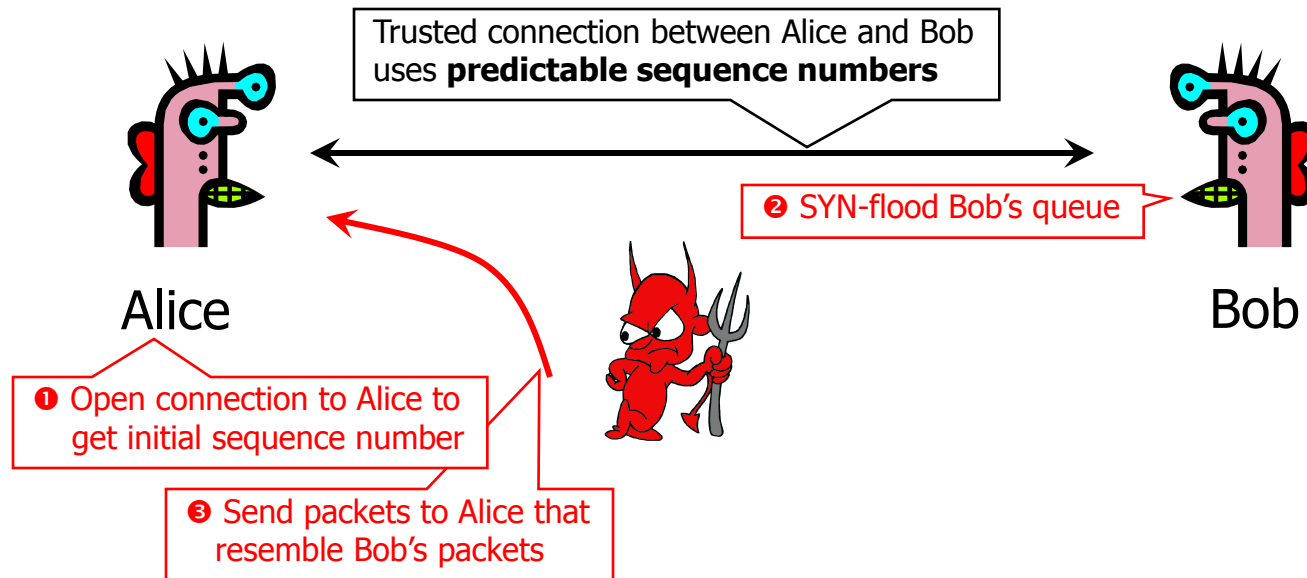 Trusted connection between Alice and Bob
uses predictable sequence numbers
❷ SYN-flood Bob's queue
Alice
Bob
❶ Open connection to Alice to
get initial sequence number
❸ Send packets to Alice that
resemble Bob's packets